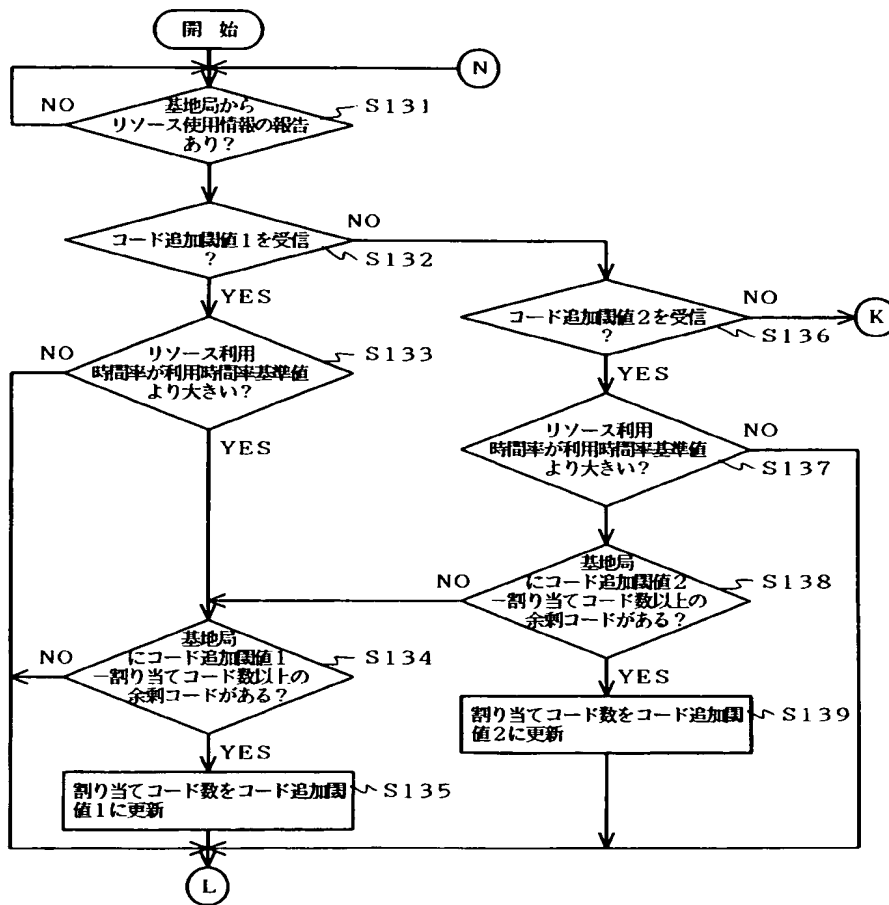 開 始
N
NO
基地局から
リソース使用情報の報告
あり？
S131
コード追加閾値1を受信
？
NO
S132
YES
コード追加閾値2を受信
？
NO
K
S136
YES
NO
リソース利用
時間率が利用時間率基準値
より大きい？
S133
YES
リソース利用
時間率が利用時間率基準値
より大きい？
NO
S137
NO
基地局
にコード追加閾値2
－割り当てコード数以上の
余剰コードがある？
S138
YES
NO
基地局
にコード追加閾値1
－割り当てコード数以上の
余剰コードがある？
S134
YES
割り当てコード数をコード追加閾
値2に更新
S139
割り当てコード数をコード追加閾
値1に更新
S135
L